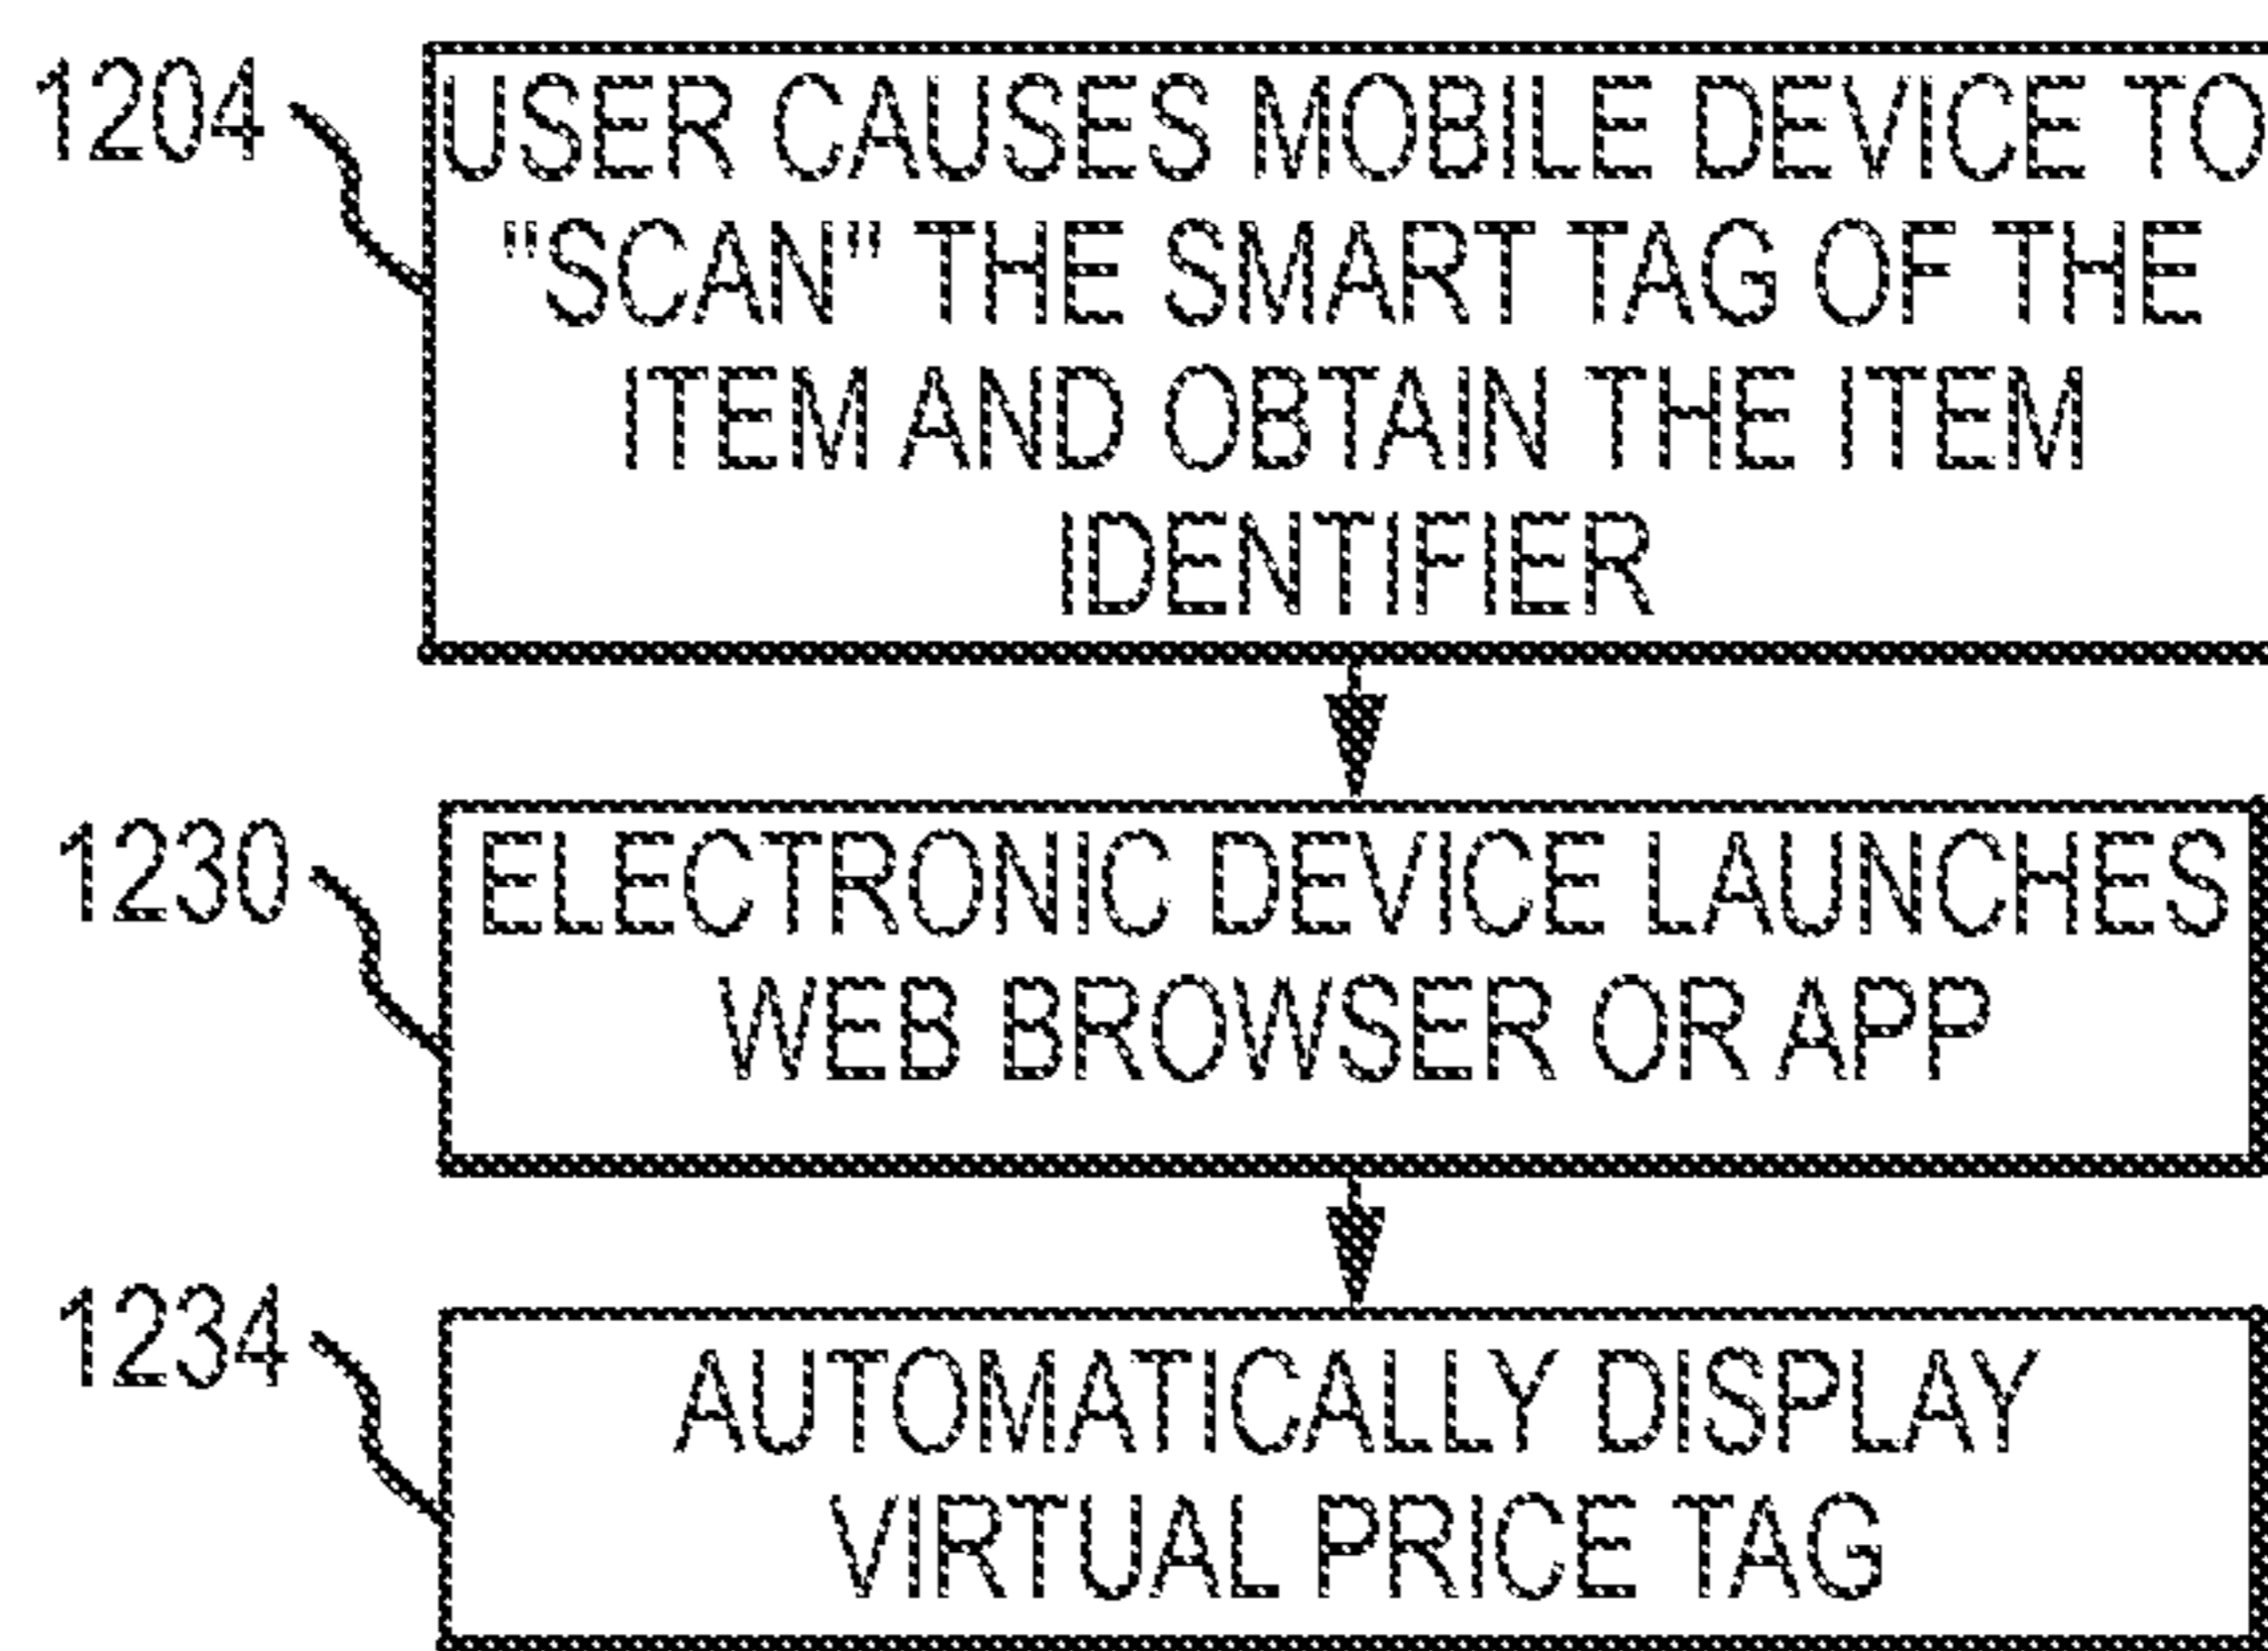 1204
USER CAUSES MOBILE DEVICE TO
"SCAN" THE SMART TAG OF THE
ITEM AND OBTAIN THE ITEM
IDENTIFIER
1230
ELECTRONIC DEVICE LAUNCHES
WEB BROWSER OR APP
1234
AUTOMATICALLY DISPLAY
VIRTUAL PRICE TAG